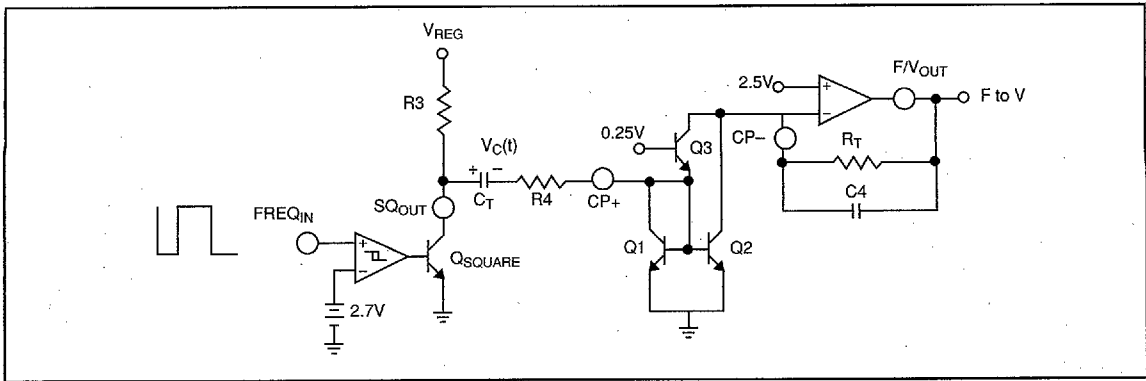 V_REG
R3
V_C(t)
+ −
C_T
R4
CP+
SQ_OUT
FREQ_IN
+
−
2.7V
Q_SQUARE
0.25V
Q3
Q1
Q2
2.5V
+
−
CP−
F/V_OUT
F to V
R_T
C4